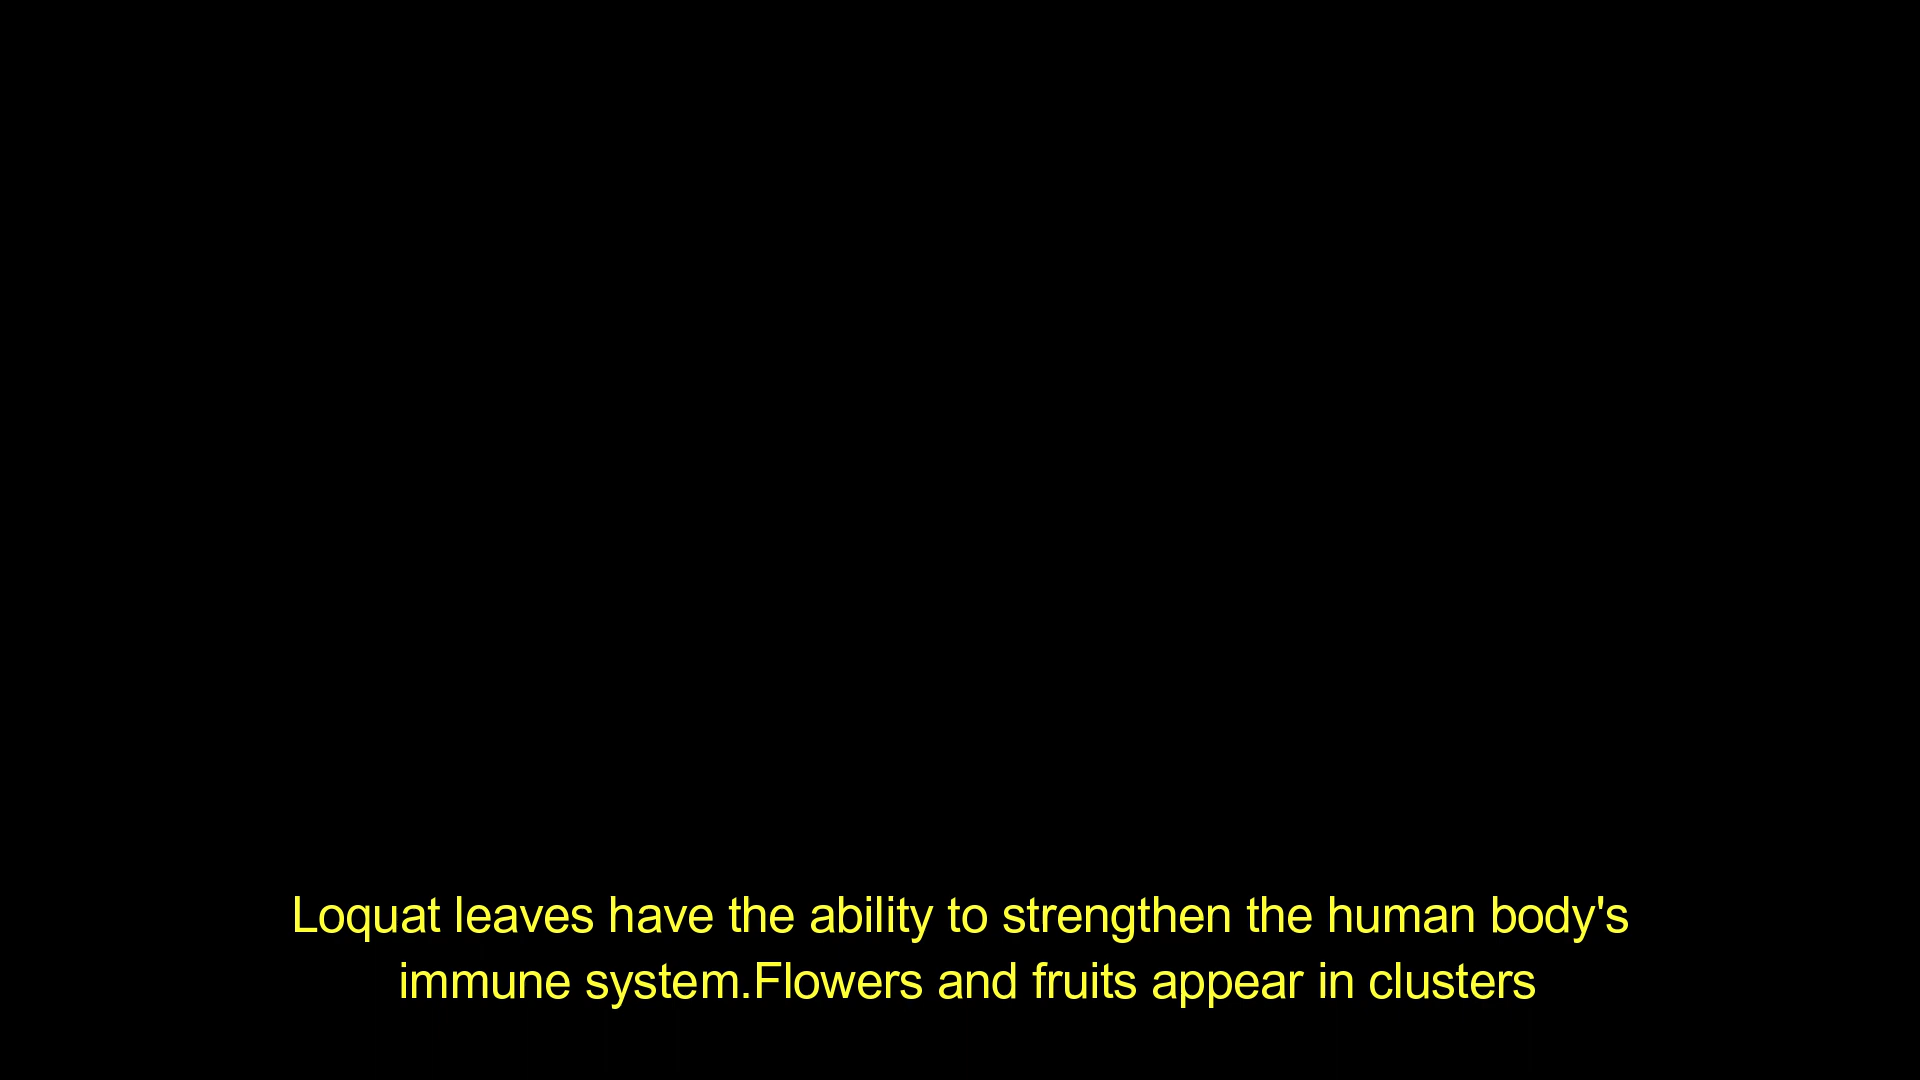 Loquat leaves have the ability to strengthen the human body's
immune system.Flowers and fruits appear in clusters